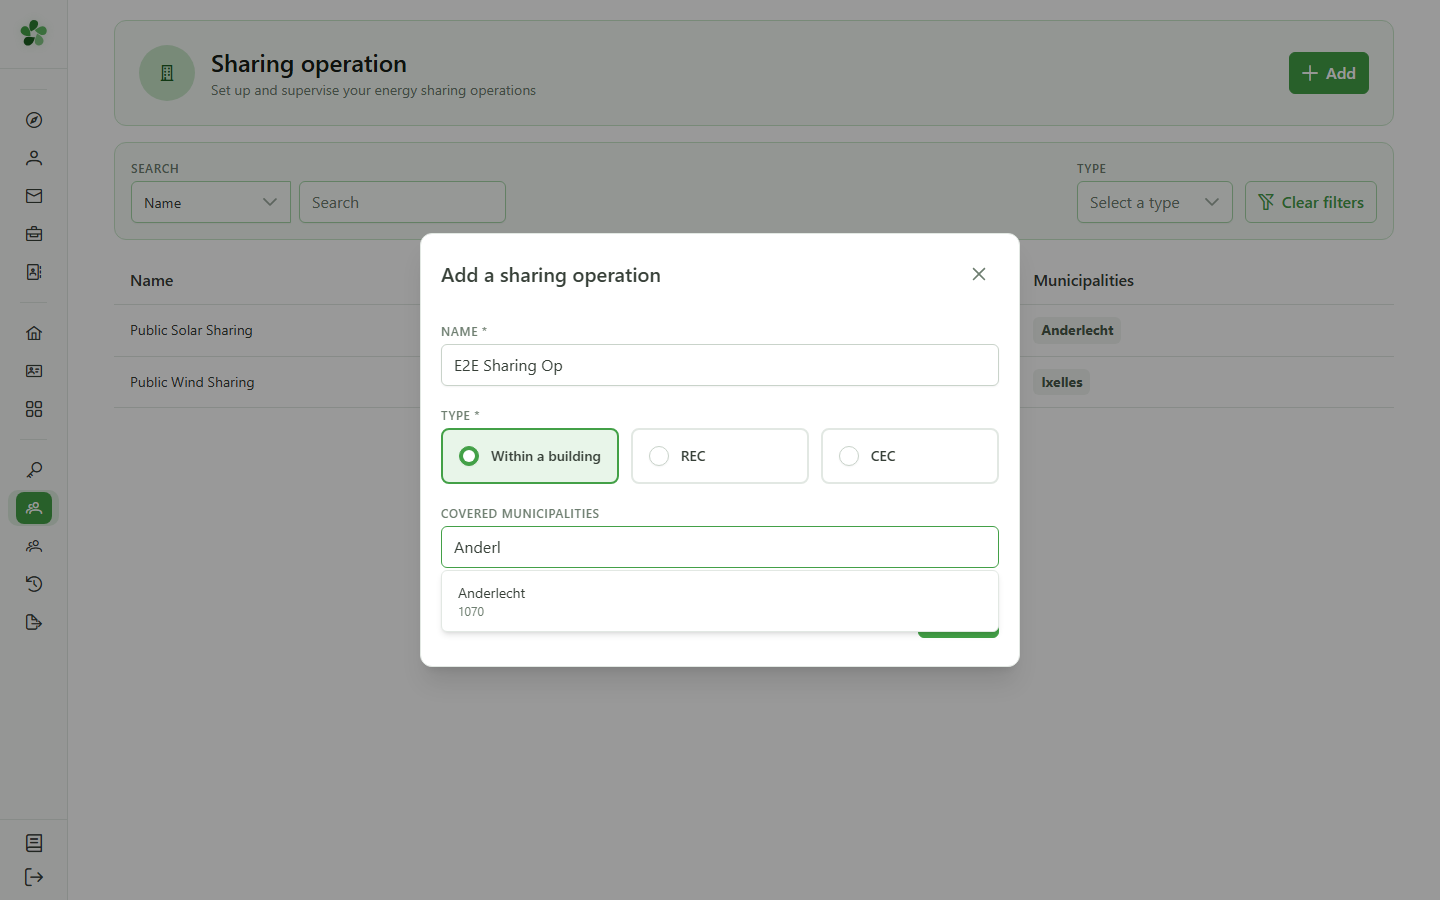 Sharing operation
Set up and supervise your energy sharing operations
Add
SEARCH
Name
Search
TYPE
Select a type
Clear filters
Name
Municipalities
Public Solar Sharing
Anderlecht
Public Wind Sharing
Ixelles
Add a sharing operation
NAME *
E2E Sharing Op
TYPE *
Within a building
REC
CEC
COVERED MUNICIPALITIES
Anderl
Anderlecht
1070